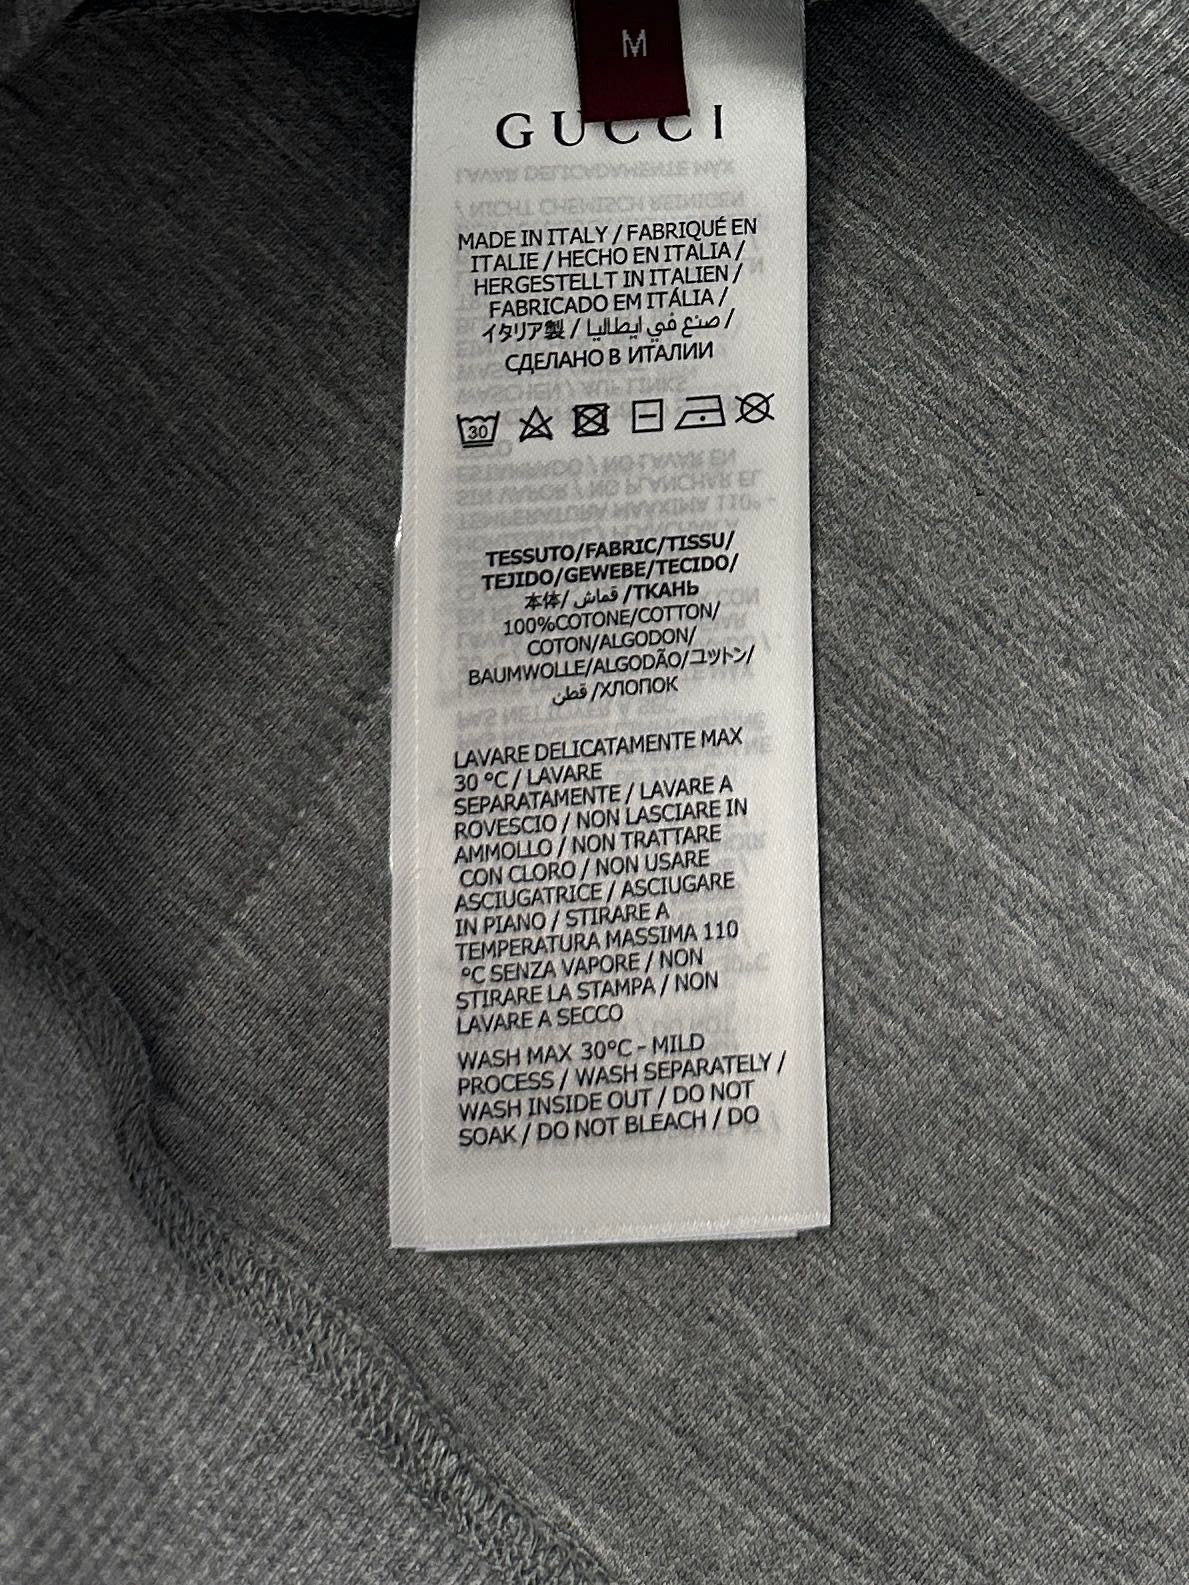 M
GUCCI
MADE IN ITALY / FABRIQUÉ EN
ITALIE / HECHO EN ITALIA /
HERGESTELLT IN ITALIEN /
FABRICADO EM ITÁLIA /
イタリア製 / صنع في ايطاليا /
СДЕЛАНО В ИТАЛИИ
30
TESSUTO/FABRIC/TISSU/
TEJIDO/GEWEBE/TECIDO/
本体/ قماش /ТКАНЬ
100%COTONE/COTTON/
COTON/ALGODON/
BAUMWOLLE/ALGODÃO/コットン/
قطن /ХЛОПОК
LAVARE DELICATAMENTE MAX
30 °C / LAVARE
SEPARATAMENTE / LAVARE A
ROVESCIO / NON LASCIARE IN
AMMOLLO / NON TRATTARE
CON CLORO / NON USARE
ASCIUGATRICE / ASCIUGARE
IN PIANO / STIRARE A
TEMPERATURA MASSIMA 110
°C SENZA VAPORE / NON
STIRARE LA STAMPA / NON
LAVARE A SECCO
WASH MAX 30°C - MILD
PROCESS / WASH SEPARATELY /
WASH INSIDE OUT / DO NOT
SOAK / DO NOT BLEACH / DO